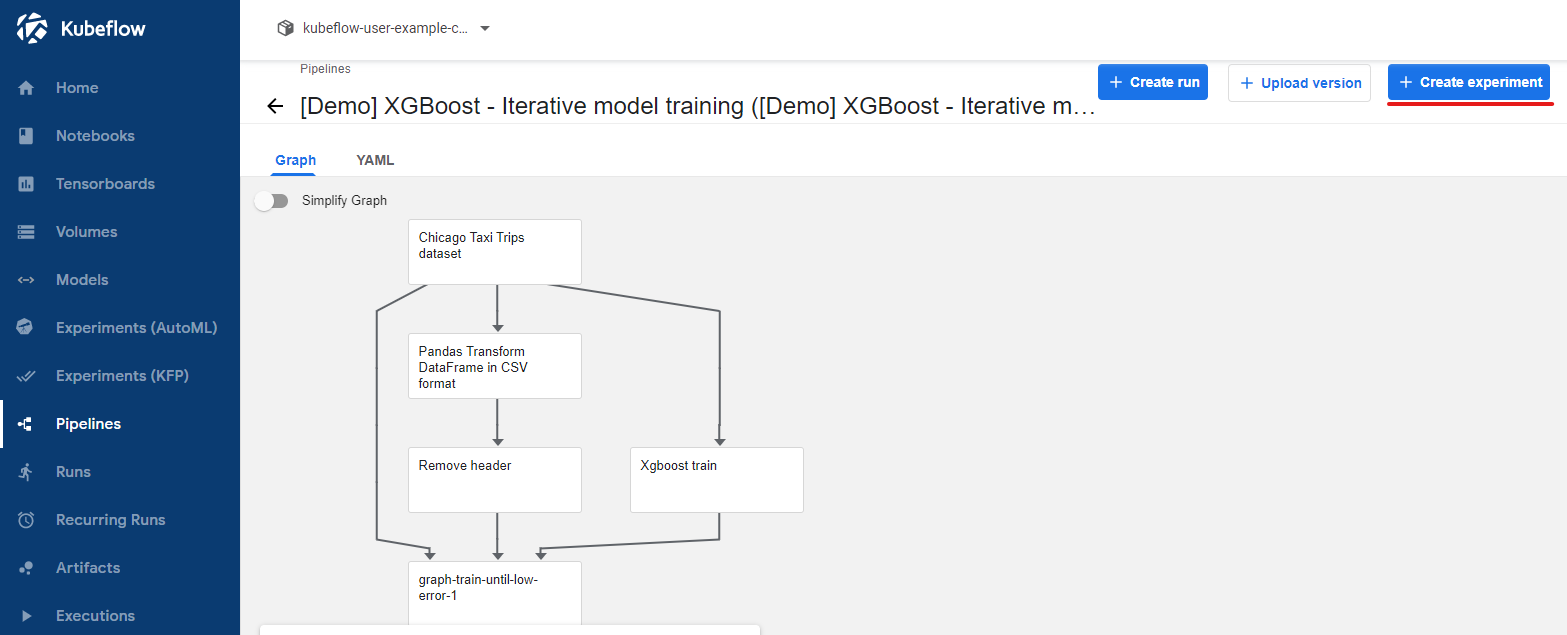 Kubeflow
Home
Notebooks
Tensorboards
Volumes
Models
Experiments (AutoML)
Experiments (KFP)
Pipelines
Runs
Recurring Runs
Artifacts
Executions
kubeflow-user-example-c...
Pipelines
[Demo] XGBoost - Iterative model training ([Demo] XGBoost - Iterative m...
+ Create run
+ Upload version
+ Create experiment
Graph
YAML
Simplify Graph
Chicago Taxi Trips
dataset
Pandas Transform
DataFrame in CSV
format
Remove header
Xgboost train
graph-train-until-low-
error-1